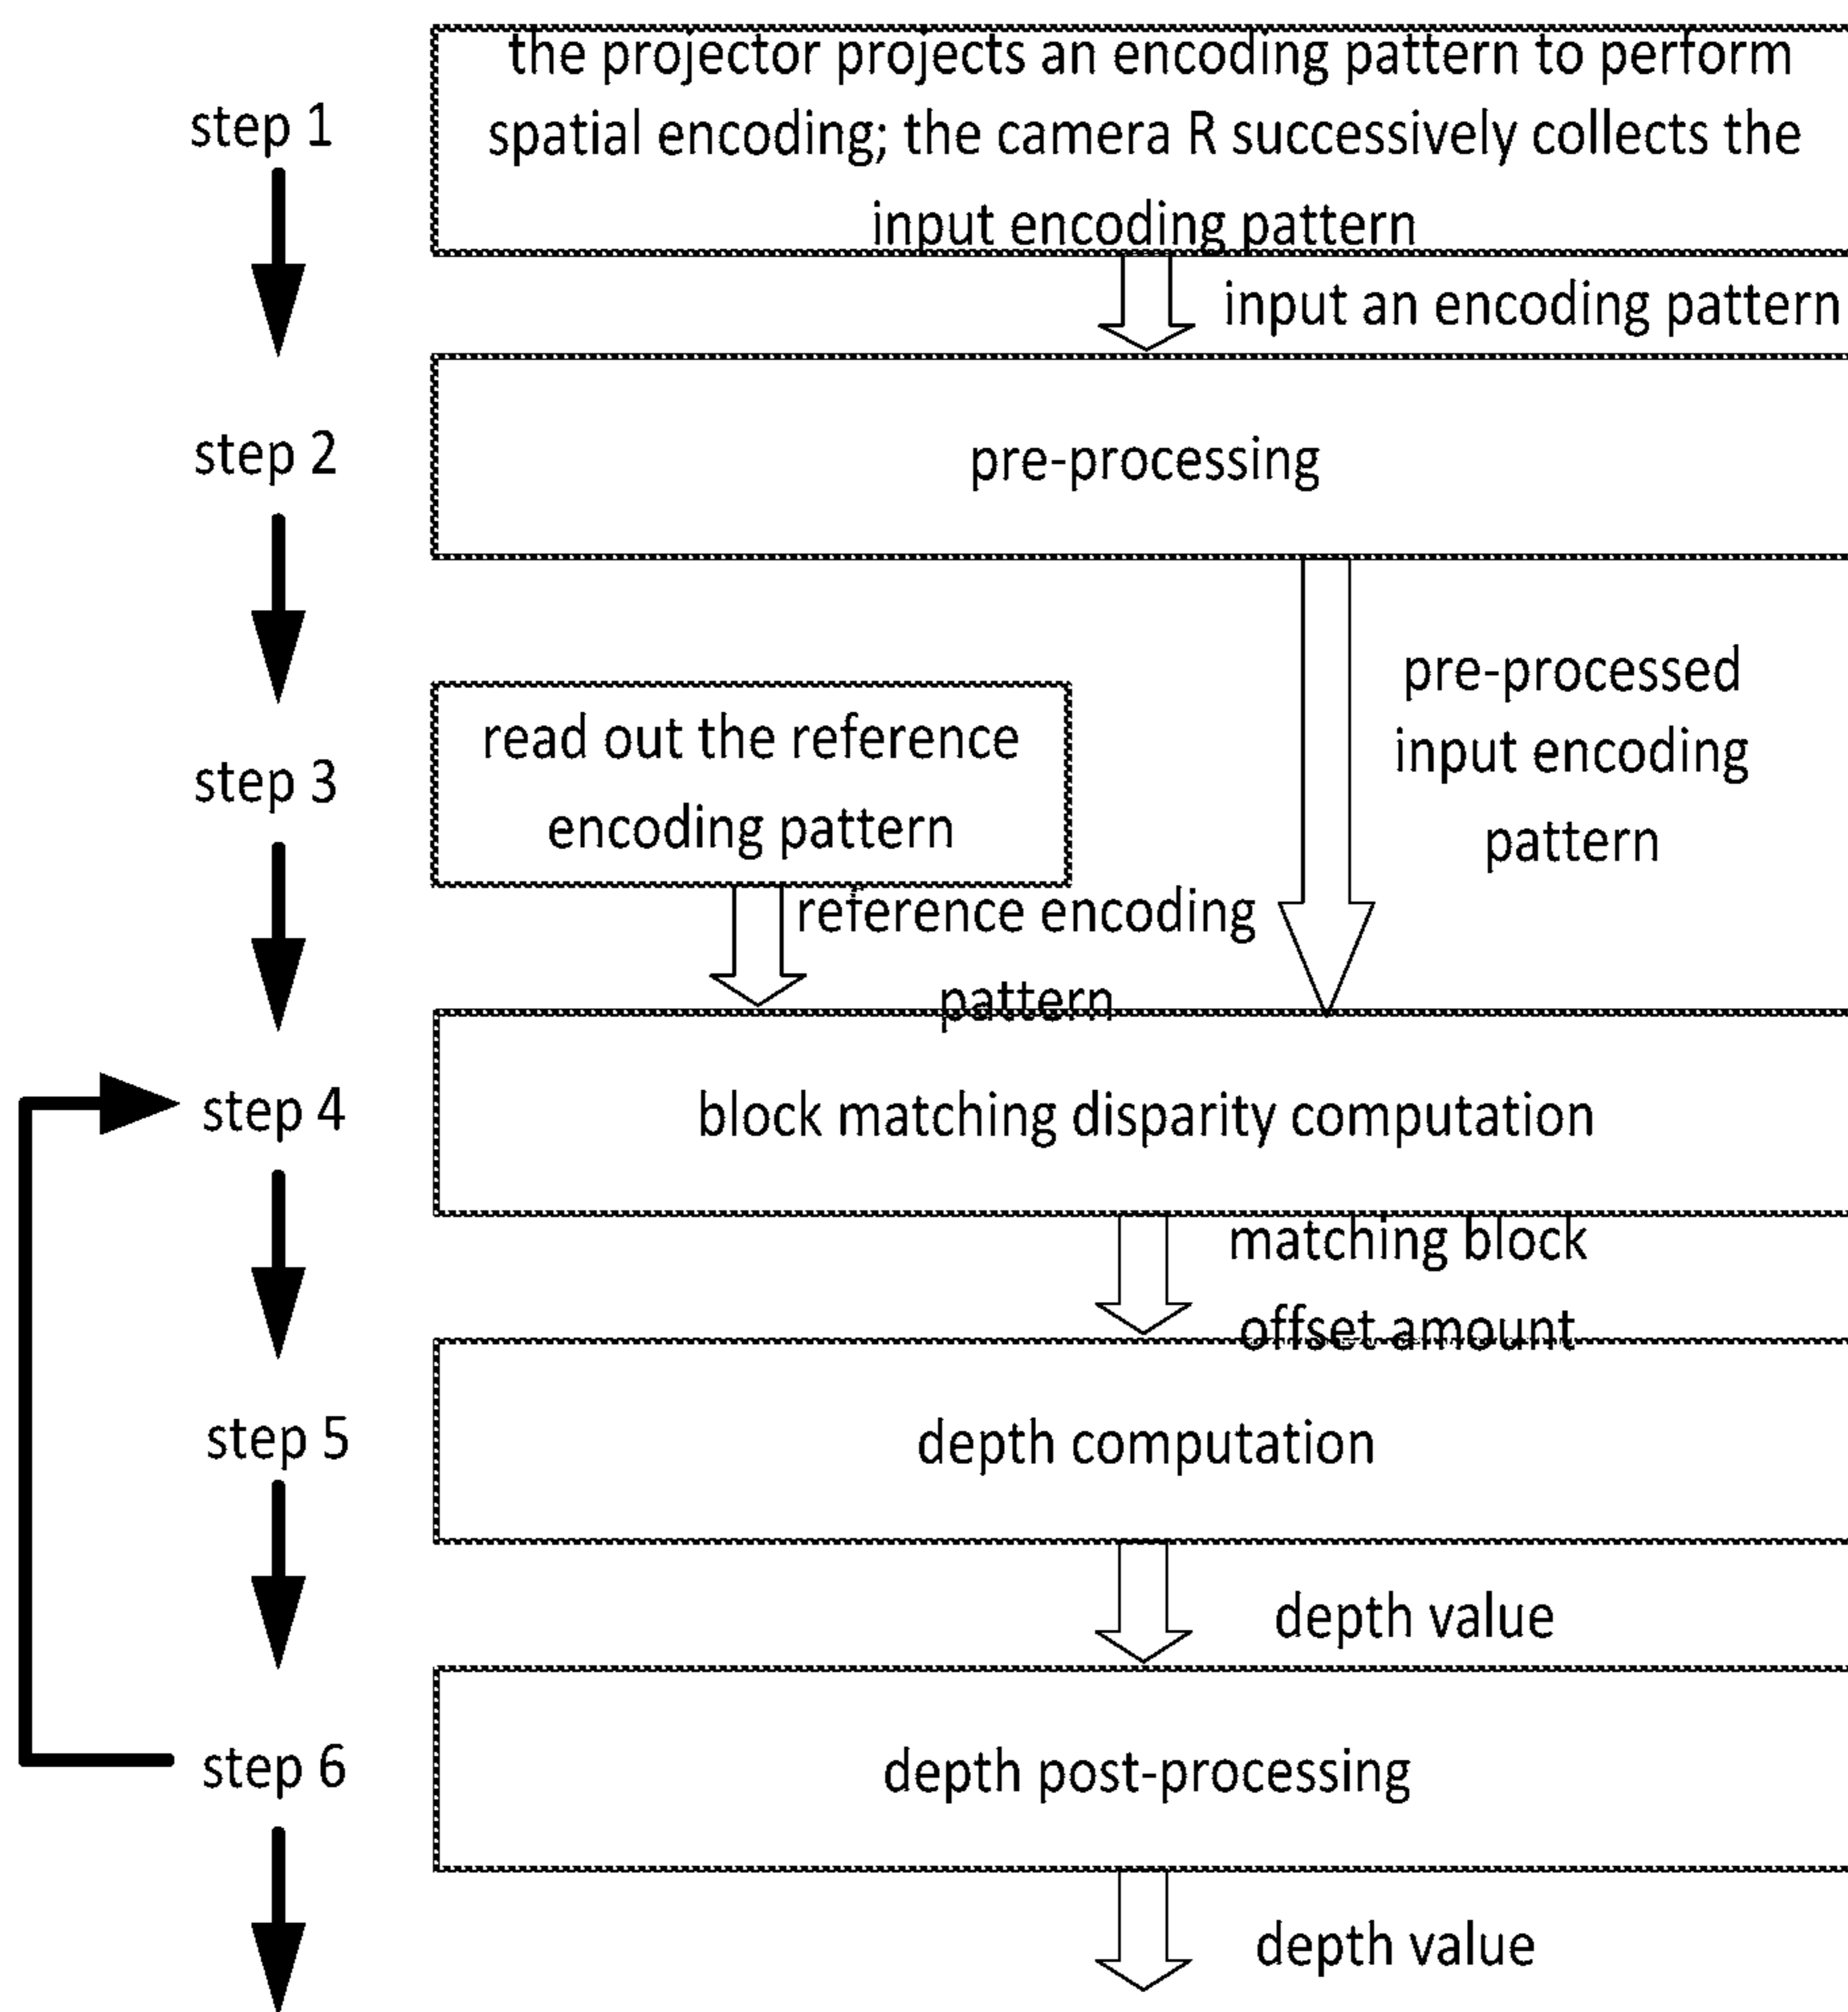 step 1
the projector projects an encoding pattern to perform
spatial encoding; the camera R successively collects the
input encoding pattern
input an encoding pattern
step 2
pre-processing
pre-processed
input encoding
pattern
step 3
read out the reference
encoding pattern
reference encoding
pattern
step 4
block matching disparity computation
matching block
offset amount
step 5
depth computation
depth value
step 6
depth post-processing
depth value